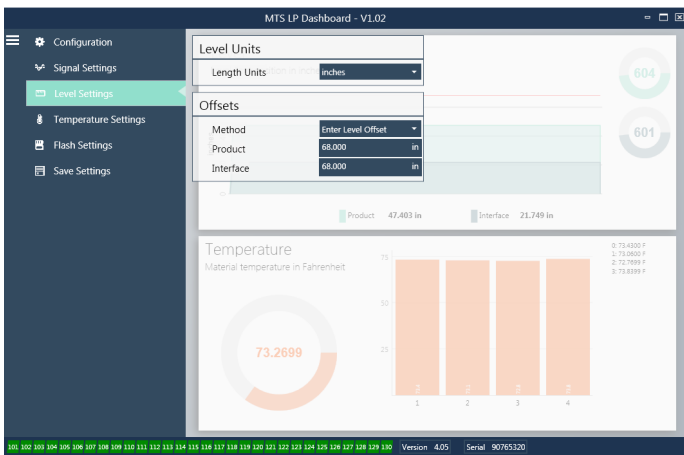 MTS LP Dashboard - V1.02
Configuration
Signal Settings
Level Settings
Temperature Settings
Flash Settings
Save Settings
Level Units
Length Units inches
Offsets
Method Enter Level Offset
Product 68.000 in
Interface 68.000 in
604
601
0
Product 47.403 in Interface 21.749 in
Temperature
Material temperature in Fahrenheit
73.2699
75
50
25
1 2 3 4
0: 73.4300 F
1: 73.0600 F
2: 72.7699 F
3: 73.8399 F
101 102 103 104 105 106 107 108 109 110 111 112 113 114 115 116 117 118 119 120 121 122 123 124 125 126 127 128 129 130 Version 4.05 Serial 90765320